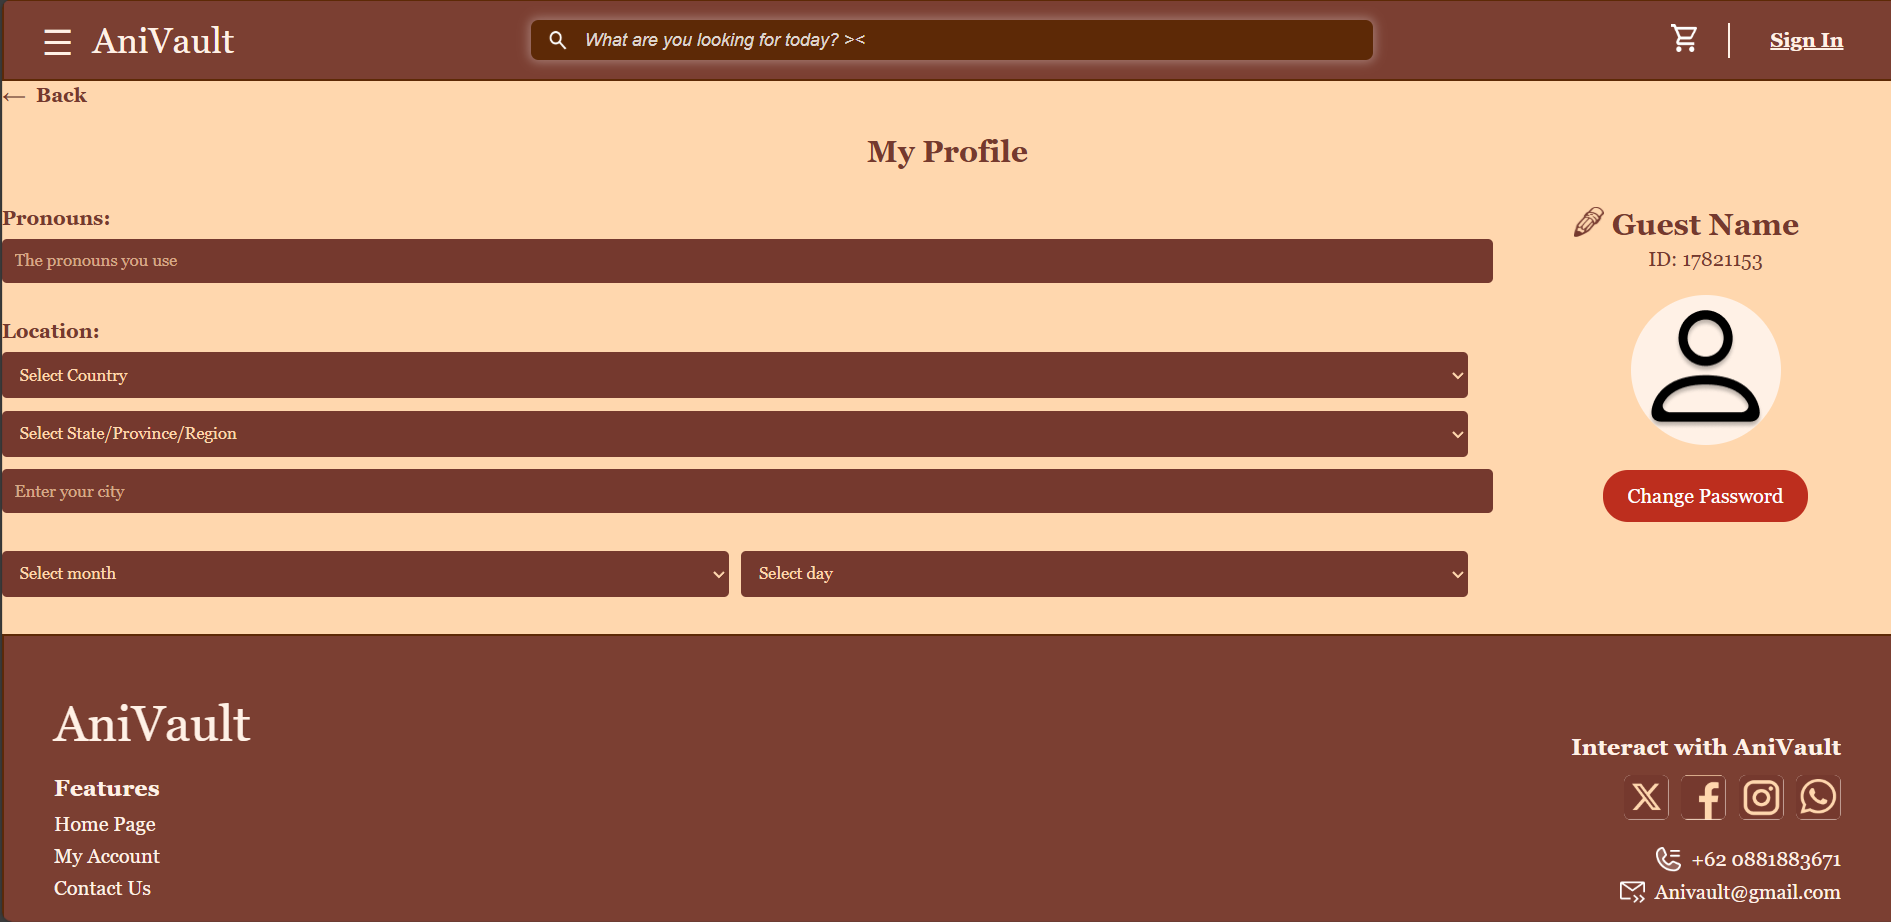 ☰ AniVault
What are you looking for today? ><
Sign In
← Back
My Profile
Pronouns:
The pronouns you use
Location:
Select Country
Select State/Province/Region
Enter your city
Select month
Select day
Guest Name
ID: 17821153
Change Password
AniVault
Features
Home Page
My Account
Contact Us
Interact with AniVault
+62 0881883671
Anivault@gmail.com